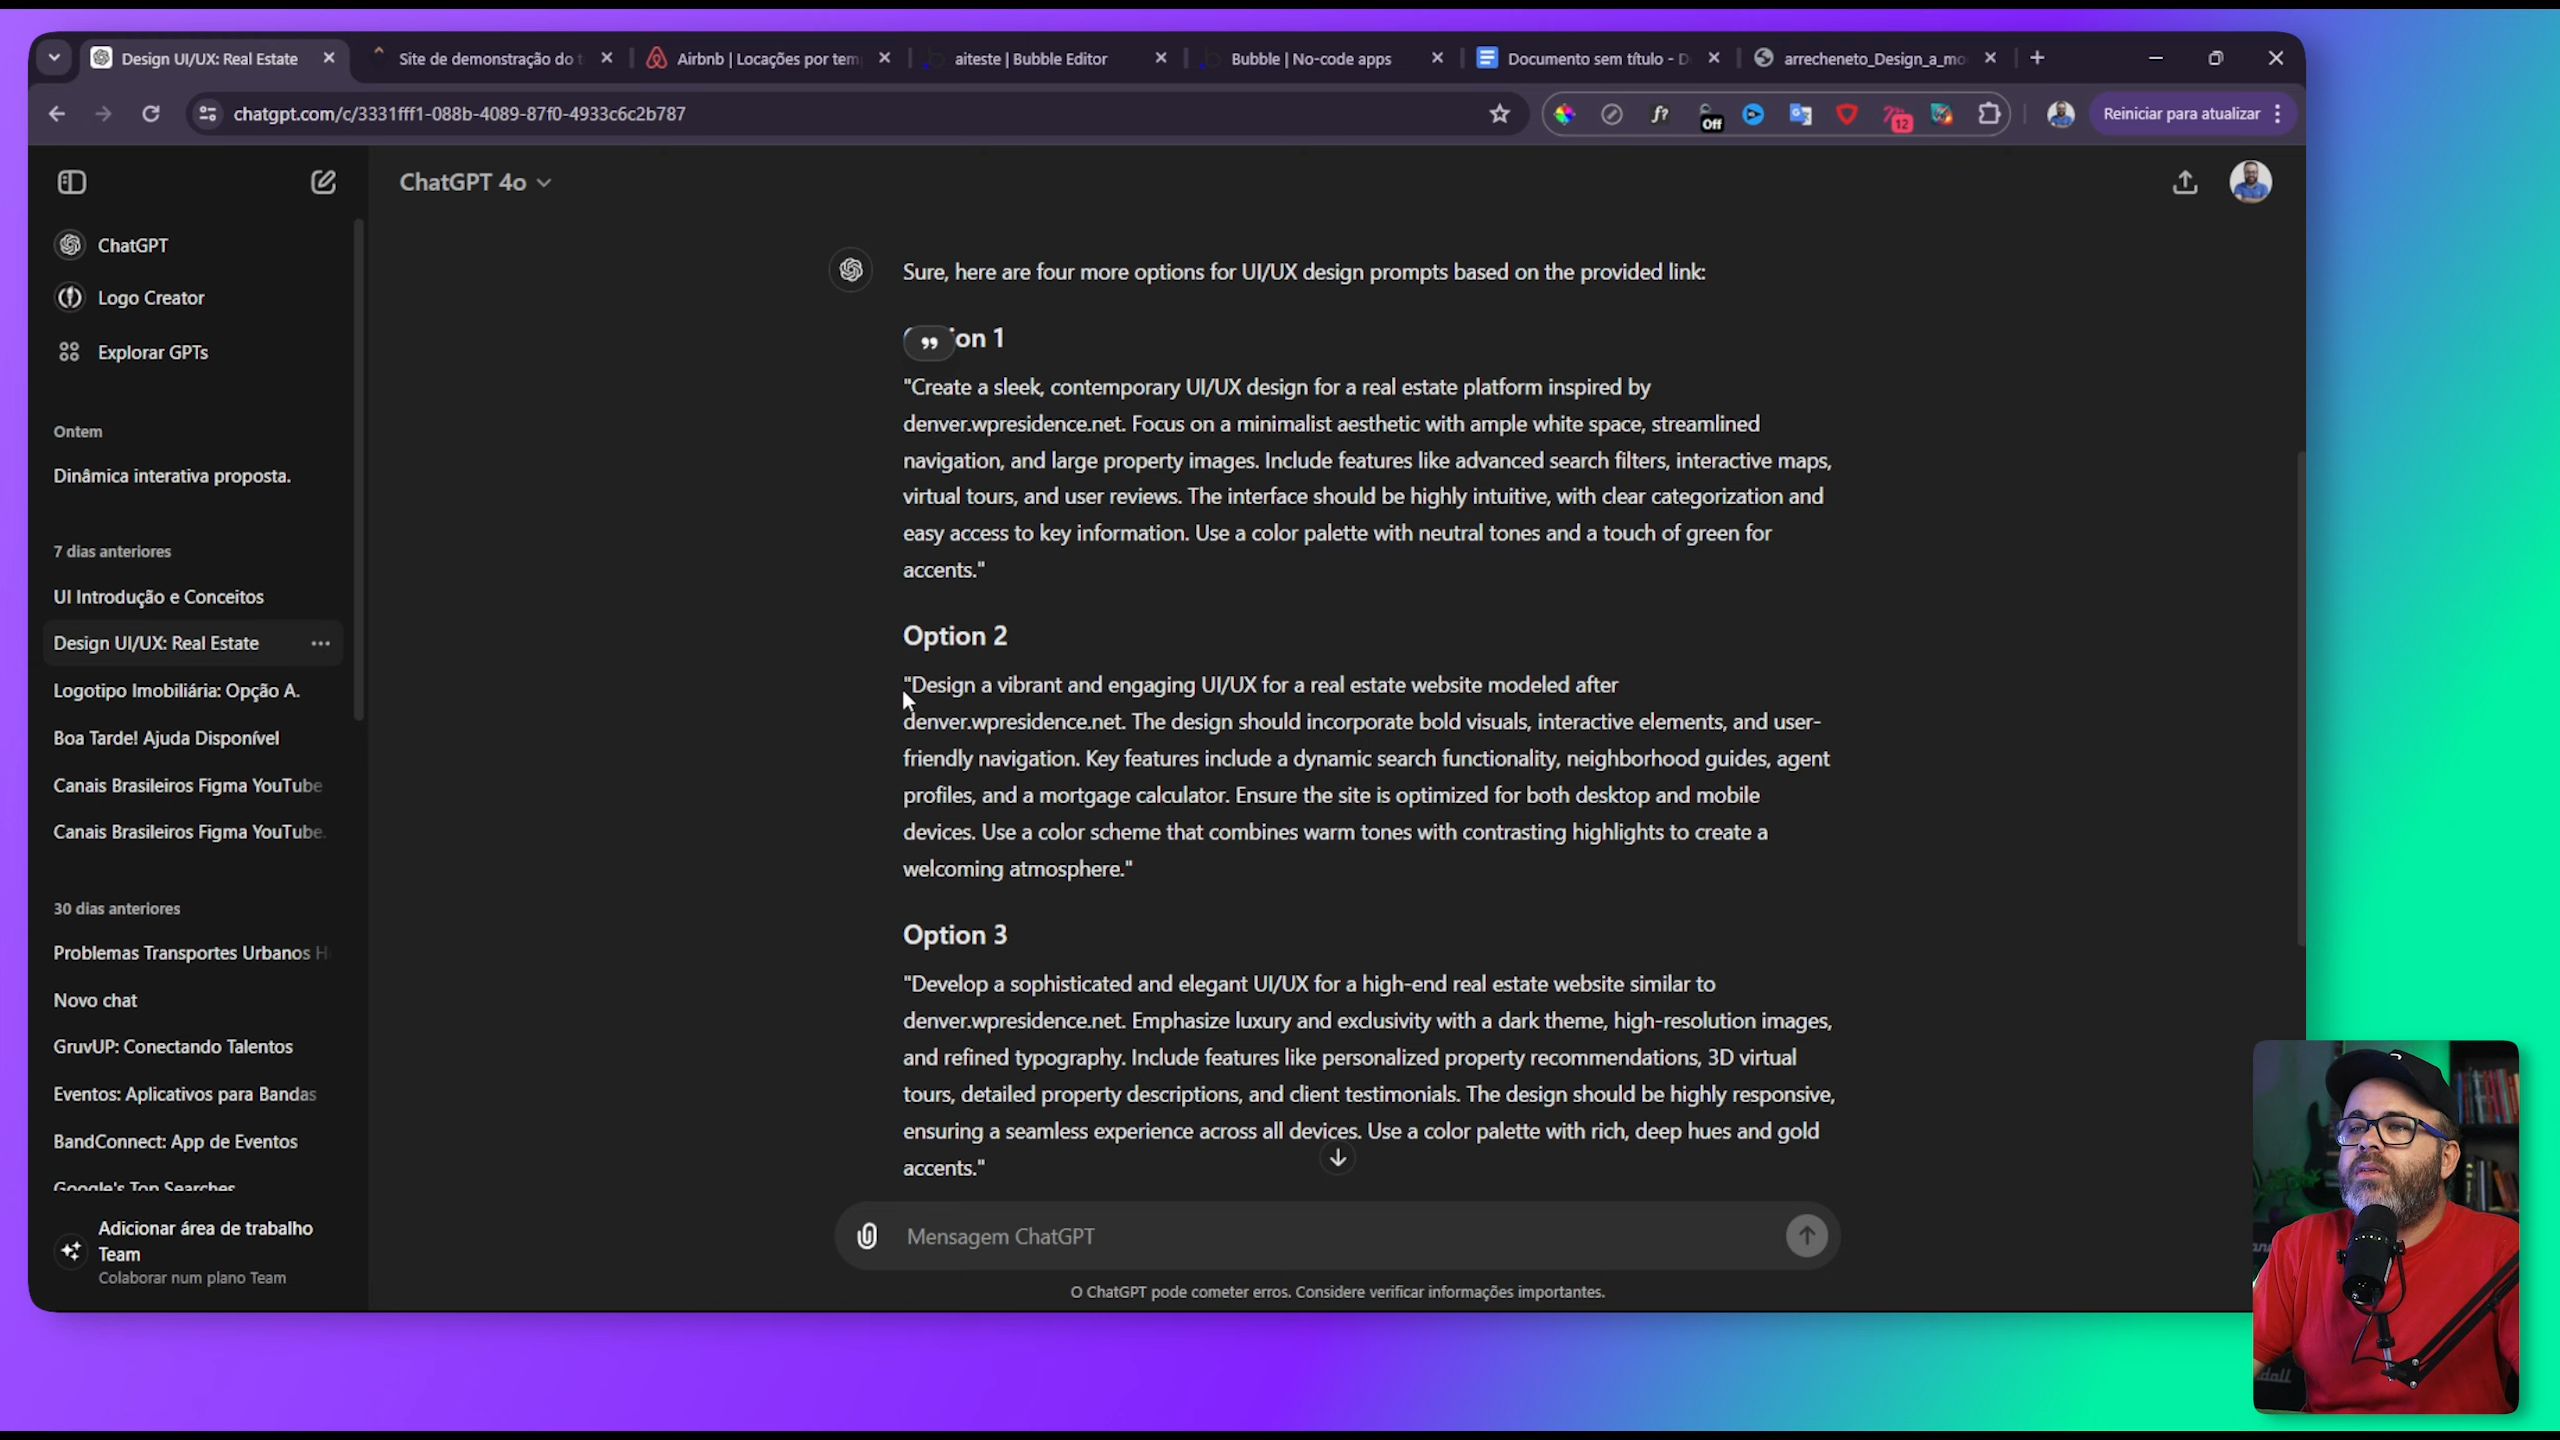 Design UI/UX: Real Estate
Site de demonstração do t
Airbnb | Locações por tem
aiteste | Bubble Editor
Bubble | No-code apps
Documento sem título - D
arrecheneto_Design_a_mo
chatgpt.com/c/3331fff1-088b-4089-87f0-4933c6c2b787
f?
Off
12
Reiniciar para atualizar
ChatGPT 4o
ChatGPT
Logo Creator
Explorar GPTs
Ontem
Dinâmica interativa proposta.
7 dias anteriores
UI Introdução e Conceitos
Design UI/UX: Real Estate
Logotipo Imobiliária: Opção A.
Boa Tarde! Ajuda Disponível
Canais Brasileiros Figma YouTube
Canais Brasileiros Figma YouTube.
30 dias anteriores
Problemas Transportes Urbanos H
Novo chat
GruvUP: Conectando Talentos
Eventos: Aplicativos para Bandas
BandConnect: App de Eventos
Google's Top Searches
Adicionar área de trabalho
Team
Colaborar num plano Team
Sure, here are four more options for UI/UX design prompts based on the provided link:
on 1
"Create a sleek, contemporary UI/UX design for a real estate platform inspired by
denver.wpresidence.net. Focus on a minimalist aesthetic with ample white space, streamlined
navigation, and large property images. Include features like advanced search filters, interactive maps,
virtual tours, and user reviews. The interface should be highly intuitive, with clear categorization and
easy access to key information. Use a color palette with neutral tones and a touch of green for
accents."
Option 2
"Design a vibrant and engaging UI/UX for a real estate website modeled after
denver.wpresidence.net. The design should incorporate bold visuals, interactive elements, and user-
friendly navigation. Key features include a dynamic search functionality, neighborhood guides, agent
profiles, and a mortgage calculator. Ensure the site is optimized for both desktop and mobile
devices. Use a color scheme that combines warm tones with contrasting highlights to create a
welcoming atmosphere."
Option 3
"Develop a sophisticated and elegant UI/UX for a high-end real estate website similar to
denver.wpresidence.net. Emphasize luxury and exclusivity with a dark theme, high-resolution images,
and refined typography. Include features like personalized property recommendations, 3D virtual
tours, detailed property descriptions, and client testimonials. The design should be highly responsive,
ensuring a seamless experience across all devices. Use a color palette with rich, deep hues and gold
accents."
Mensagem ChatGPT
O ChatGPT pode cometer erros. Considere verificar informações importantes.